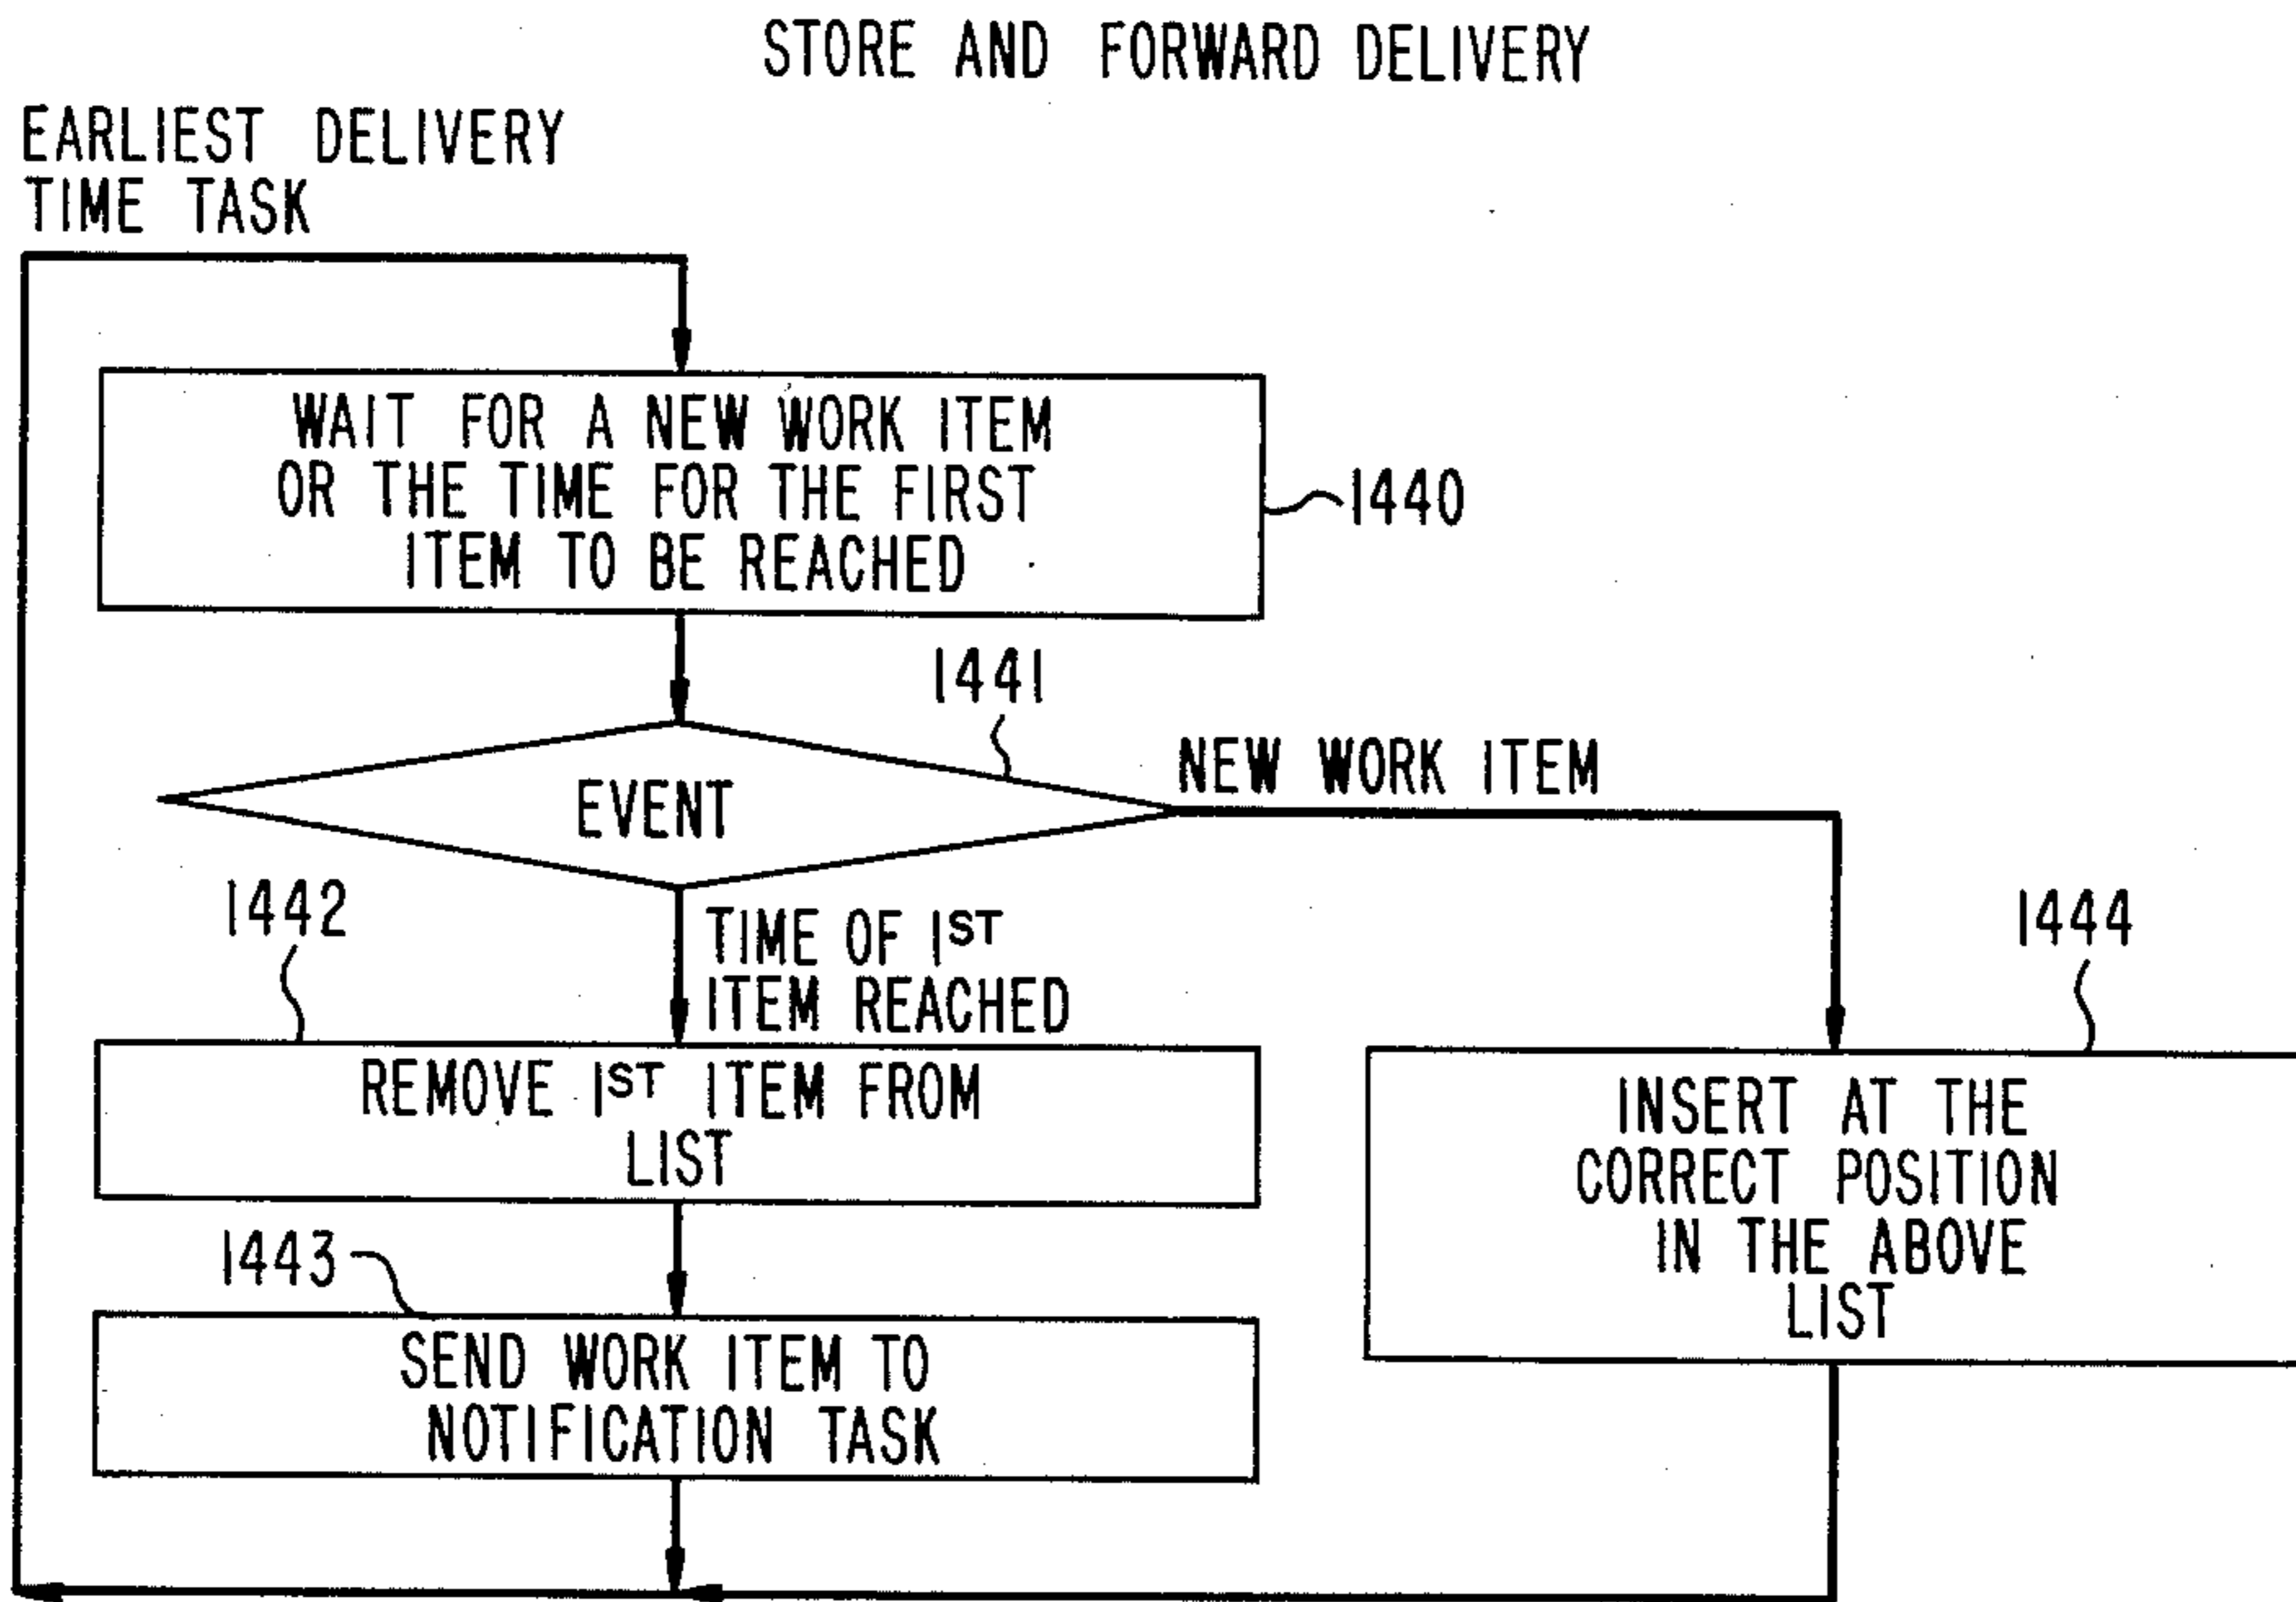 STORE AND FORWARD DELIVERY
EARLIEST DELIVERY
TIME TASK
WAIT FOR A NEW WORK ITEM
OR THE TIME FOR THE FIRST
ITEM TO BE REACHED
1440
1441
EVENT
NEW WORK ITEM
TIME OF 1ST
ITEM REACHED
1442
REMOVE 1ST ITEM FROM
LIST
1443
SEND WORK ITEM TO
NOTIFICATION TASK
1444
INSERT AT THE
CORRECT POSITION
IN THE ABOVE
LIST